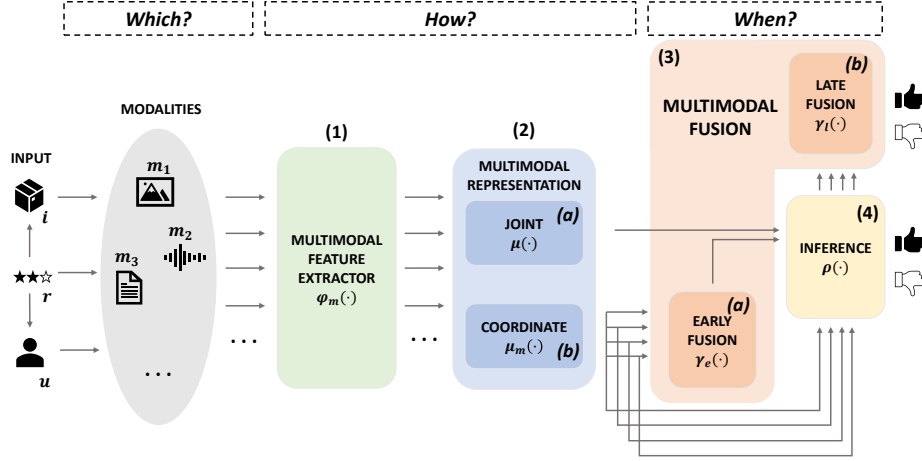 Which?
How?
When?
INPUT
i
r
u
MODALITIES
m₁
m₂
m₃
...
...
(1)
MULTIMODAL
FEATURE
EXTRACTOR
φₘ(·)
...
(2)
MULTIMODAL
REPRESENTATION
(a)
JOINT
μ(·)
COORDINATE
μₘ(·)
(b)
(3)
MULTIMODAL
FUSION
(b)
LATE
FUSION
γₗ(·)
(a)
EARLY
FUSION
γₑ(·)
(4)
INFERENCE
ρ(·)